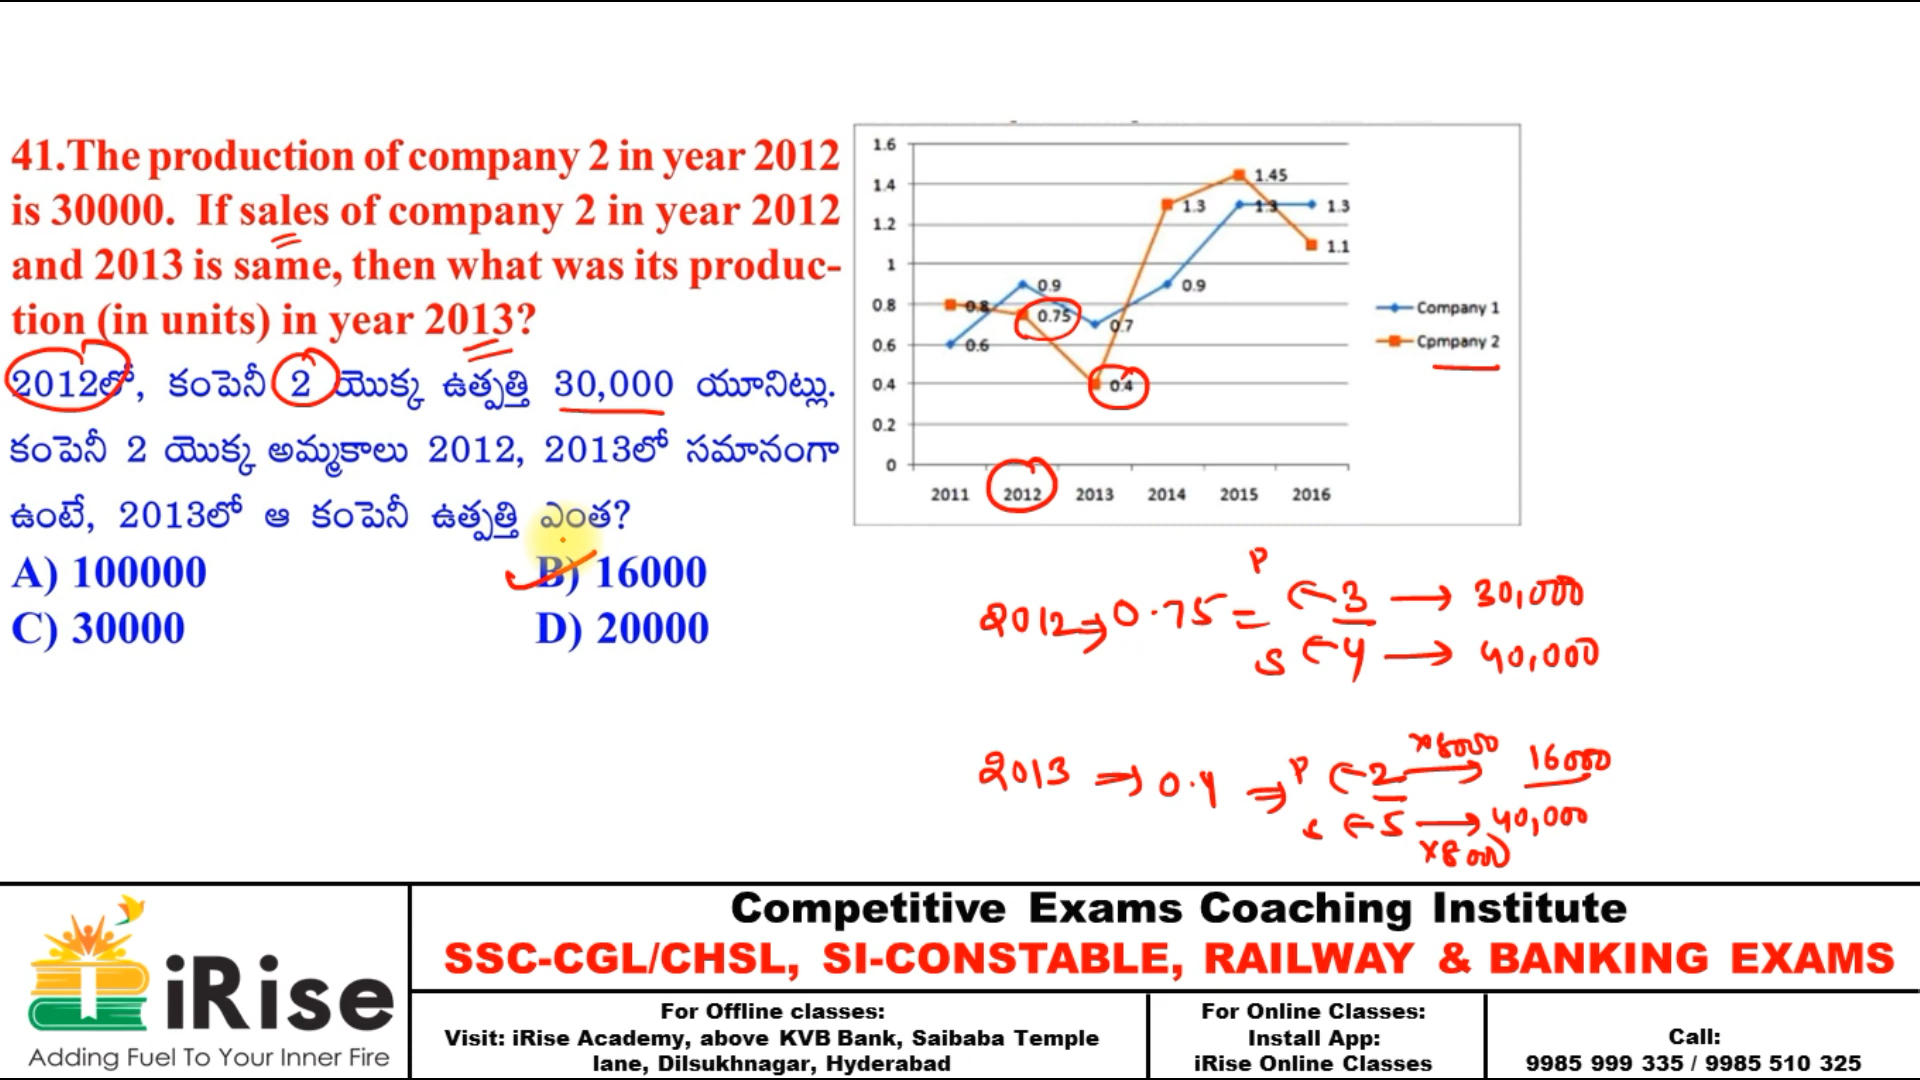 41.The production of company 2 in year 2012
is 30000. If sales of company 2 in year 2012
and 2013 is same, then what was its produc-
tion (in units) in year 2013?
2012లో, కంపెనీ 2 యొక్క ఉత్పత్తి 30,000 యూనిట్లు.
కంపెనీ 2 యొక్క అమ్మకాలు 2012, 2013లో సమానంగా
ఉంటే, 2013లో ఆ కంపెనీ ఉత్పత్తి ఎంత?
A) 100000 B) 16000
C) 30000 D) 20000
1.6
1.4
1.2
1
0.8
0.6
0.4
0.2
0
1.45
1.3 1.3 1.3
1.1
0.9 0.9
0.8 0.75 0.7
0.6
0.4
2011 2012 2013 2014 2015 2016
Company 1
Cpmpany 2
P
2012 → 0.75 = ← 3 → 30,000
S ← 4 → 40,000
×8000
2013 ⇒ 0.4 ⇒ P ← 2 → 16000
s ← 5 → 40,000
×8000
iRise
Adding Fuel To Your Inner Fire
Competitive Exams Coaching Institute
SSC-CGL/CHSL, SI-CONSTABLE, RAILWAY & BANKING EXAMS
For Offline classes:
Visit: iRise Academy, above KVB Bank, Saibaba Temple
lane, Dilsukhnagar, Hyderabad
For Online Classes:
Install App:
iRise Online Classes
Call:
9985 999 335 / 9985 510 325